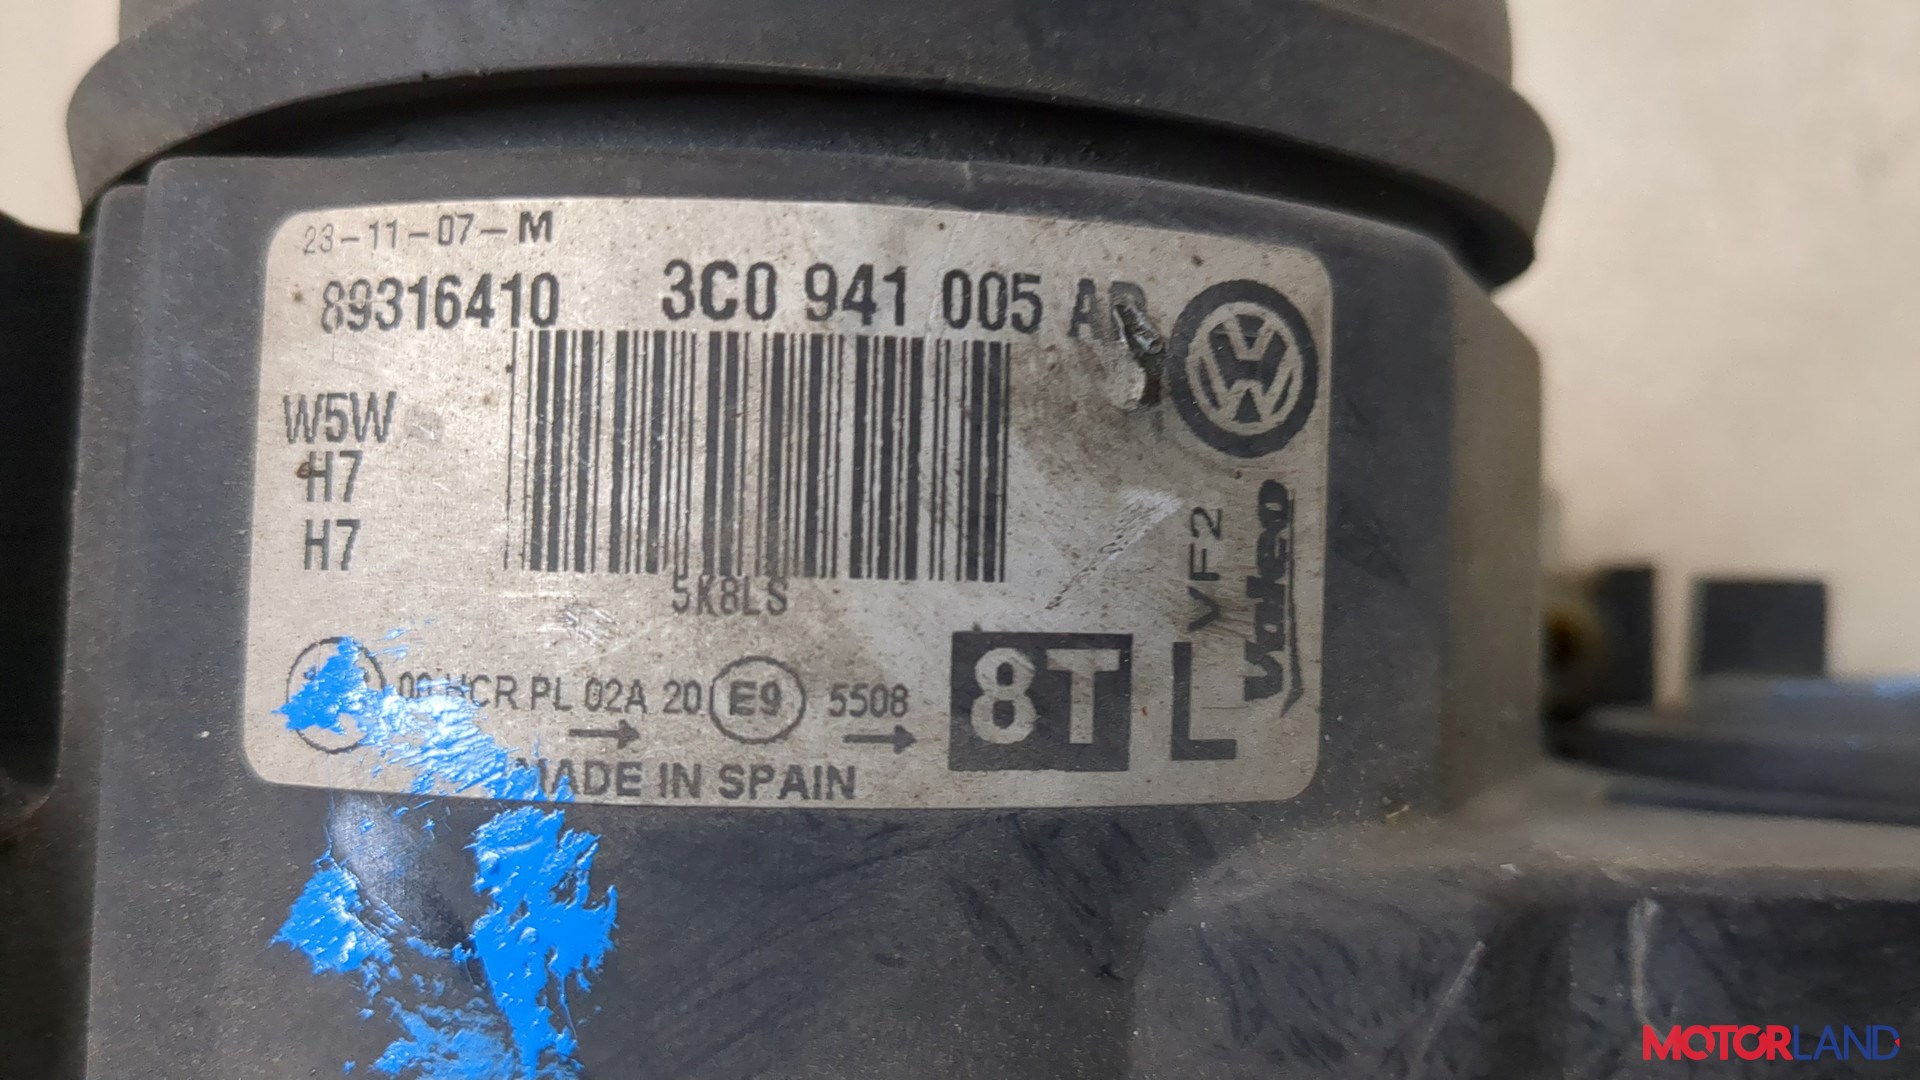 23-11-07-M
89316410 3C0 941 005
W5W
H7
H7
5K8LS
VF2
Valeo
HCR PL 02A 20 E9 5508
8T L
MADE IN SPAIN
MOTORLAND